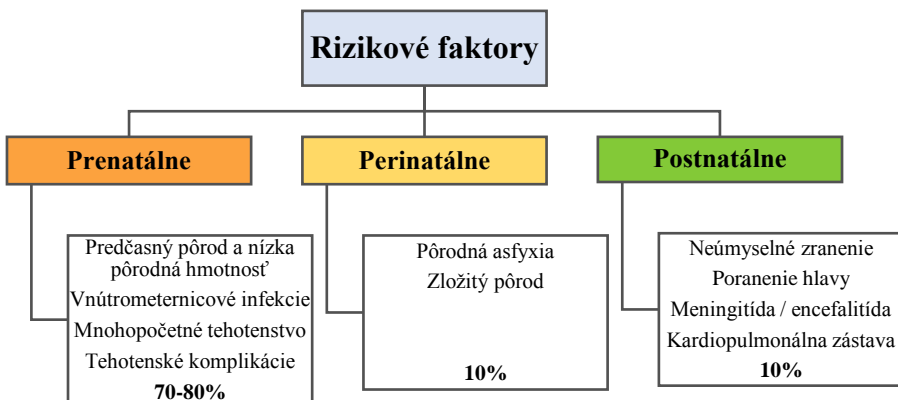 Rizikové faktory
Prenatálne
Predčasný pôrod a nízka
pôrodná hmotnosť
Vnútrometernicové infekcie
Mnohopočetné tehotenstvo
Tehotenské komplikácie
70-80%
Perinatálne
Pôrodná asfyxia
Zložitý pôrod
10%
Postnatálne
Neúmyselné zranenie
Poranenie hlavy
Meningitída / encefalitída
Kardiopulmonálna zástava
10%